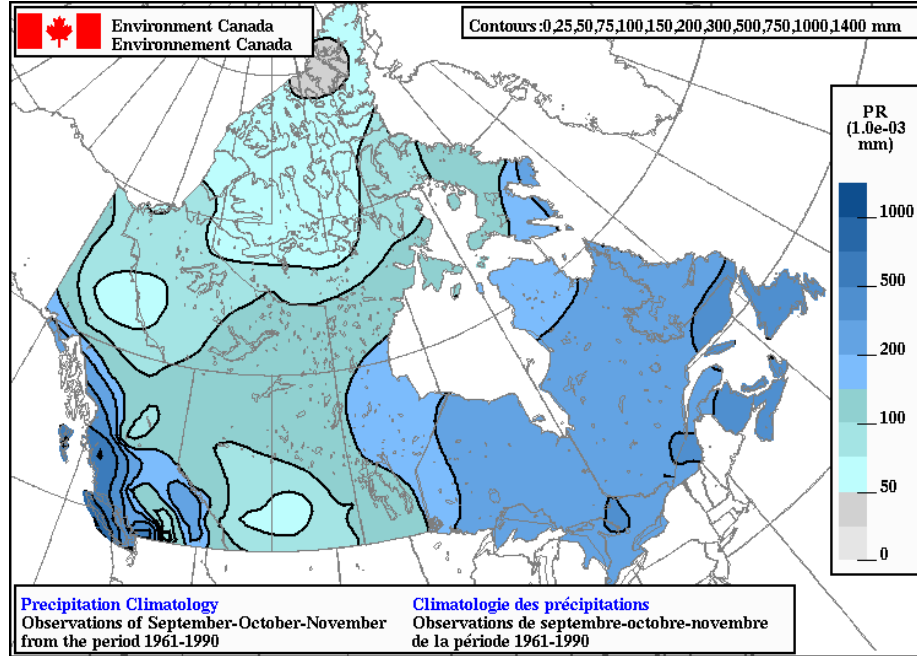 Environment Canada
Environnement Canada
Contours:0,25,50,75,100,150,200,300,500,750,1000,1400 mm
PR
(1.0e-03
mm)
1000
500
200
100
50
0
Precipitation Climatology
Observations of September-October-November
from the period 1961-1990
Climatologie des précipitations
Observations de septembre-octobre-novembre
de la période 1961-1990